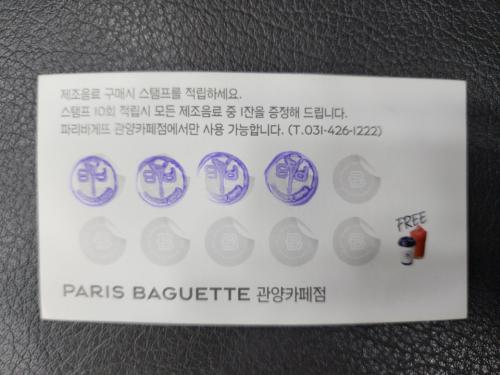 제조음료 구매시 스탬프를 적립하세요.
스탬프 10회 적립시 모든 제조음료 중 1잔을 증정해 드립니다.
파리바게뜨 관양카페점에서만 사용 가능합니다. (T.031-426-1222)
FREE
PARIS BAGUETTE 관양카페점